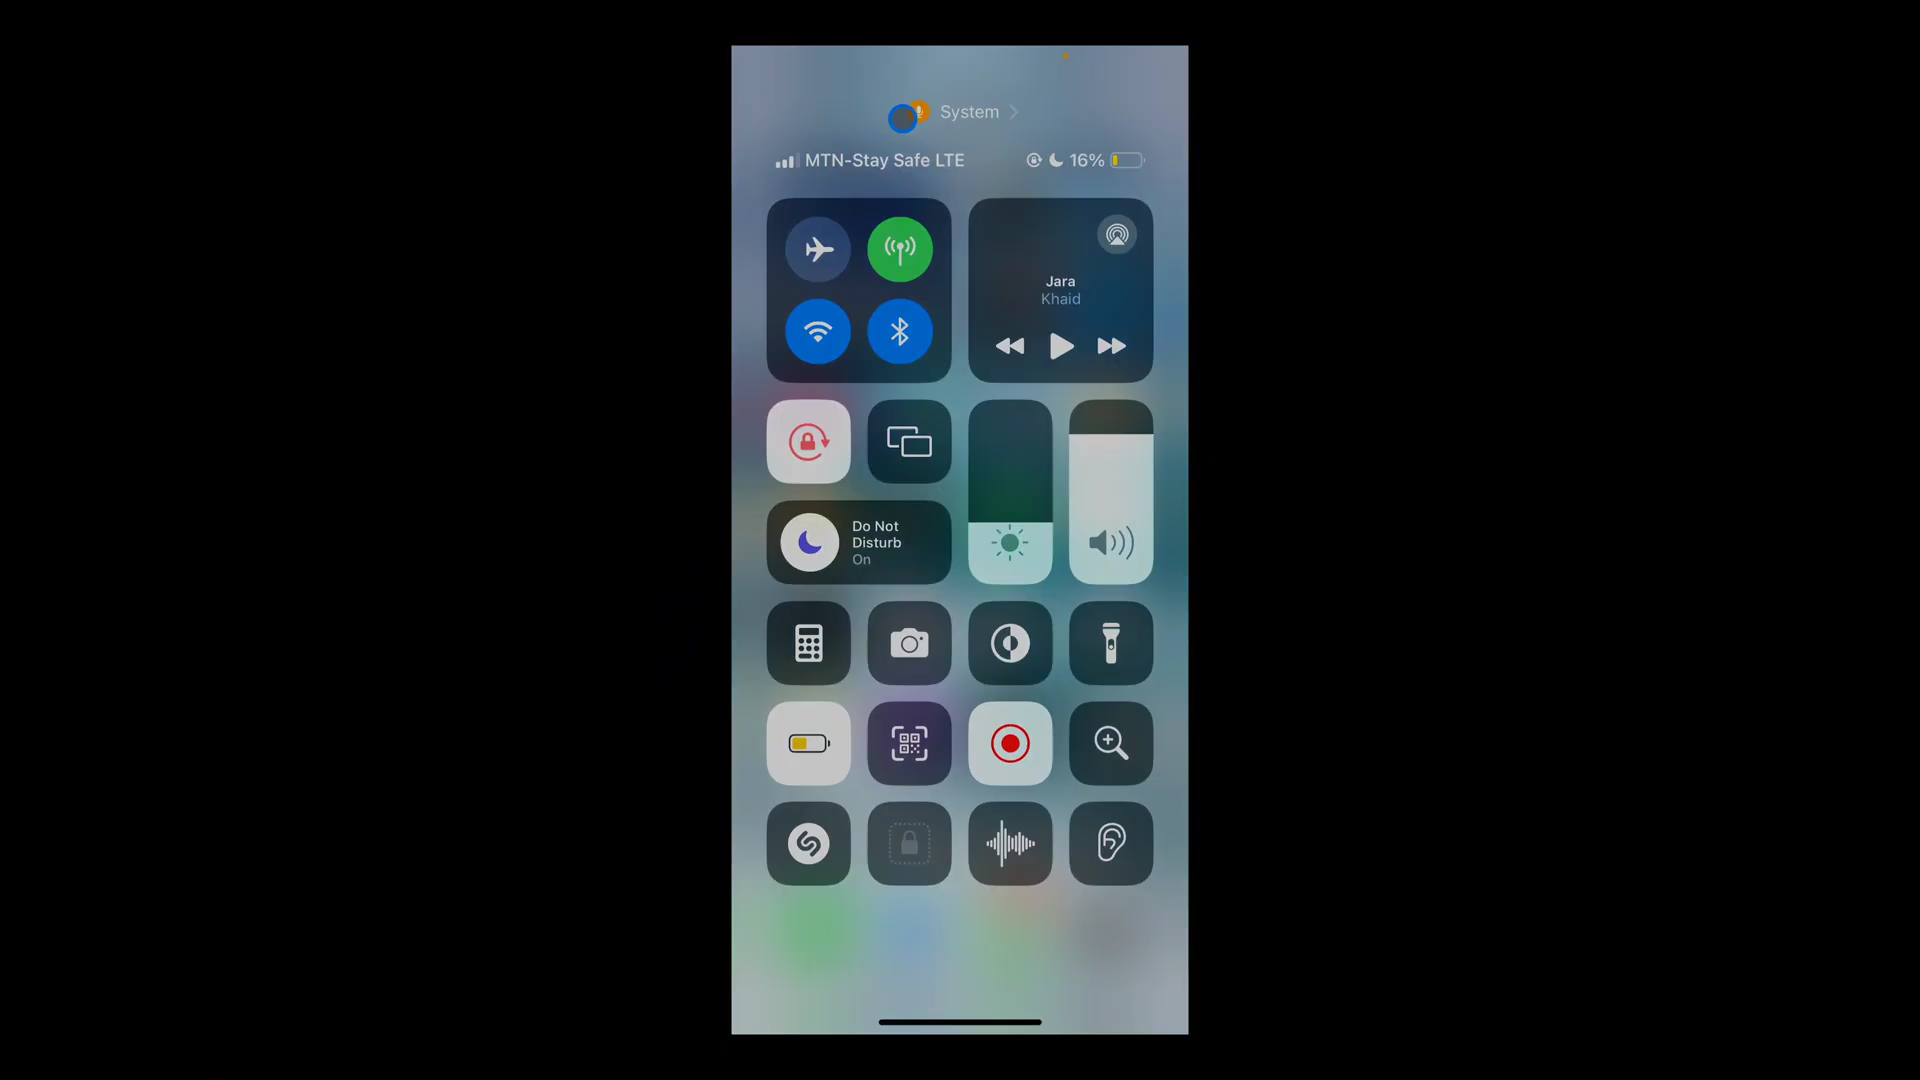 System
MTN-Stay Safe LTE
16%
Jara
Khaid
Do Not
Disturb
On